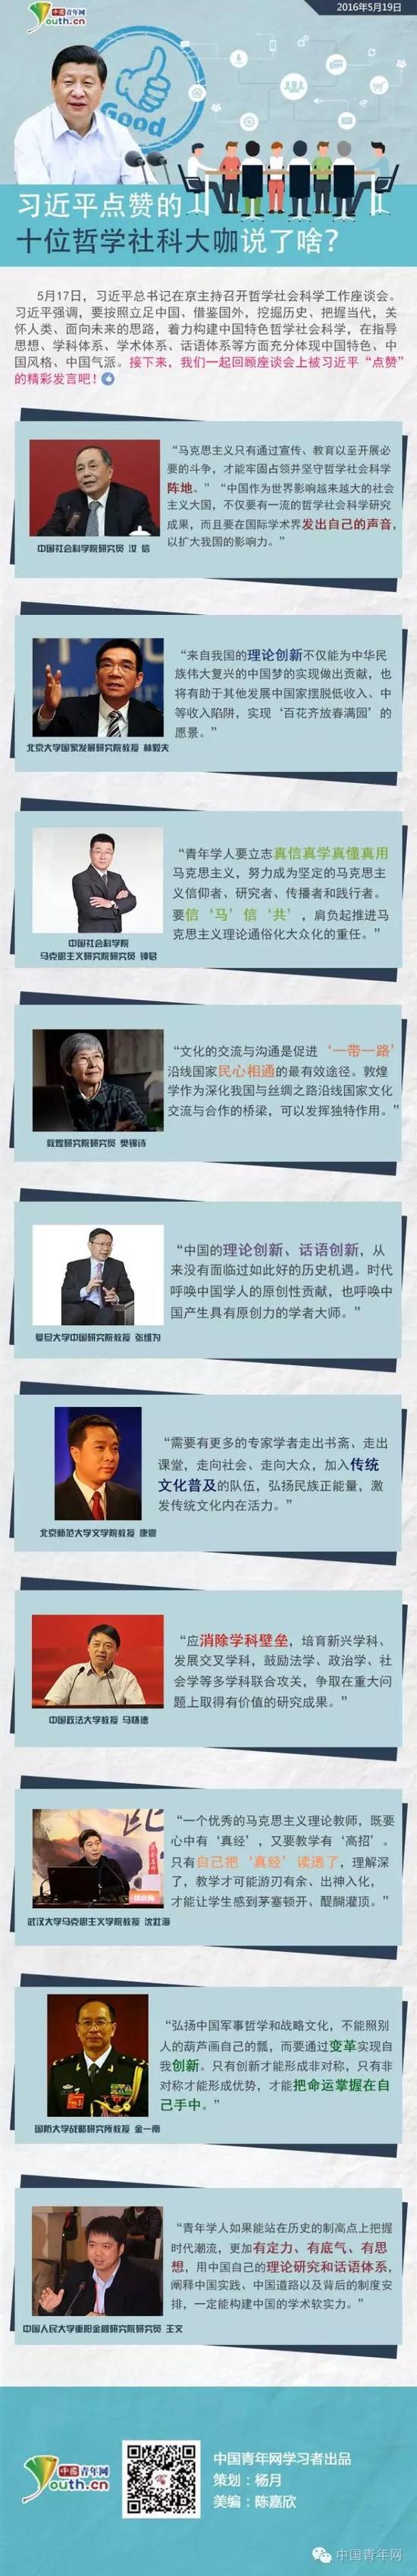 中国青年网
Youth.cn
2016年5月19日
Good
习近平点赞的
十位哲学社科大咖说了啥？
5月17日，习近平总书记在京主持召开哲学社会科学工作座谈会。
习近平强调，要按照立足中国、借鉴国外，挖掘历史、把握当代，关
怀人类、面向未来的思路，着力构建中国特色哲学社会科学，在指导
思想、学科体系、学术体系、话语体系等方面充分体现中国特色、中
国风格、中国气派。接下来，我们一起回顾座谈会上被习近平“点赞”
的精彩发言吧！
“马克思主义只有通过宣传、教育以至开展必
要的斗争，才能牢固占领并坚守哲学社会科学
阵地。”“中国作为世界影响越来越大的社会
主义大国，不仅要有一流的哲学社会科学研究
成果，而且要在国际学术界发出自己的声音，
以扩大我国的影响力。”
中国社会科学院研究员 汝 信
“来自我国的理论创新不仅能为中华民
族伟大复兴的中国梦的实现做出贡献，也
将有助于其他发展中国家摆脱低收入、中
等收入陷阱，实现‘百花齐放春满园’的
愿景。”
北京大学国家发展研究院教授 林毅夫
“青年学人要立志真信真学真懂真用
马克思主义，努力成为坚定的马克思主
义信仰者、研究者、传播者和践行者。
要信‘马’信‘共’，肩负起推进马
克思主义理论通俗化大众化的重任。”
中国社会科学院
马克思主义研究院研究员 钟君
“文化的交流与沟通是促进‘一带一路’
沿线国家民心相通的最有效途径。敦煌
学作为深化我国与丝绸之路沿线国家文化
交流与合作的桥梁，可以发挥独特作用。”
敦煌研究院研究员 樊锦诗
“中国的理论创新、话语创新，从
来没有面临过如此好的历史机遇。时代
呼唤中国学人的原创性贡献，也呼唤中
国产生具有原创力的学者大师。”
复旦大学中国研究院教授 张维为
“需要有更多的专家学者走出书斋、走出
课堂，走向社会、走向大众，加入传统
文化普及的队伍，弘扬民族正能量，激
发传统文化内在活力。”
北京师范大学文学院教授 康震
“应消除学科壁垒，培育新兴学科、
发展交叉学科，鼓励法学、政治学、社
会学等多学科联合攻关，争取在重大问
题上取得有价值的研究成果。”
中国政法大学教授 马怀德
“一个优秀的马克思主义理论教师，既要
心中有‘真经’，又要教学有‘高招’。
只有自己把‘真经’读透了，理解深
了，教学才可能游刃有余、出神入化，
才能让学生感到茅塞顿开、醍醐灌顶。”
武汉大学马克思主义学院教授 沈壮海
“弘扬中国军事哲学和战略文化，不能照别
人的葫芦画自己的瓢，而要通过变革实现自
我创新。只有创新才能形成非对称，只有非
对称才能形成优势，才能把命运掌握在自
己手中。”
国防大学战略研究所教授 金一南
“青年学人如果能站在历史的制高点上把握
时代潮流，更加有定力、有底气、有思
想，用中国自己的理论研究和话语体系，
阐释中国实践、中国道路以及背后的制度安
排，一定能构建中国的学术软实力。”
中国人民大学重阳金融研究院研究员 王文
中国青年网
Youth.cn
中国青年网学习者出品
策划：杨月
美编：陈嘉欣
中国青年网